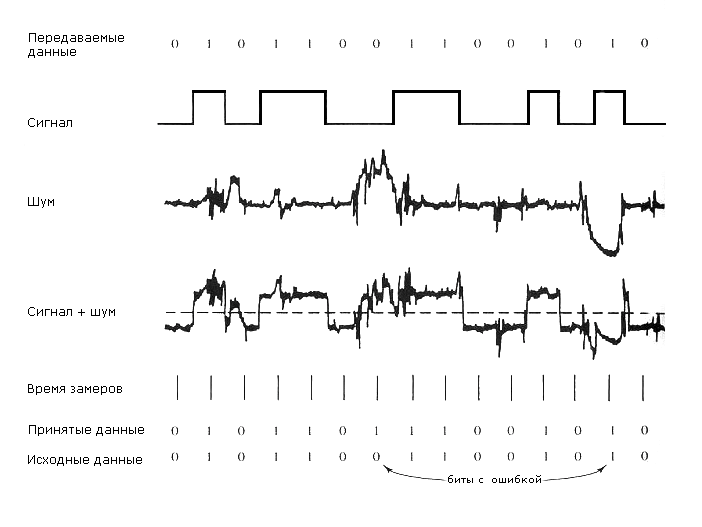 Передаваемые
данные
0 1 0 1 1 0 0 1 1 0 0 1 0 1 0
Сигнал
Шум
Сигнал + шум
Время замеров
Принятые данные 0 1 0 1 1 0 1 1 1 0 0 1 0 1 0
Исходные данные 0 1 0 1 1 0 0 1 1 0 0 1 0 1 0
биты с ошибкой